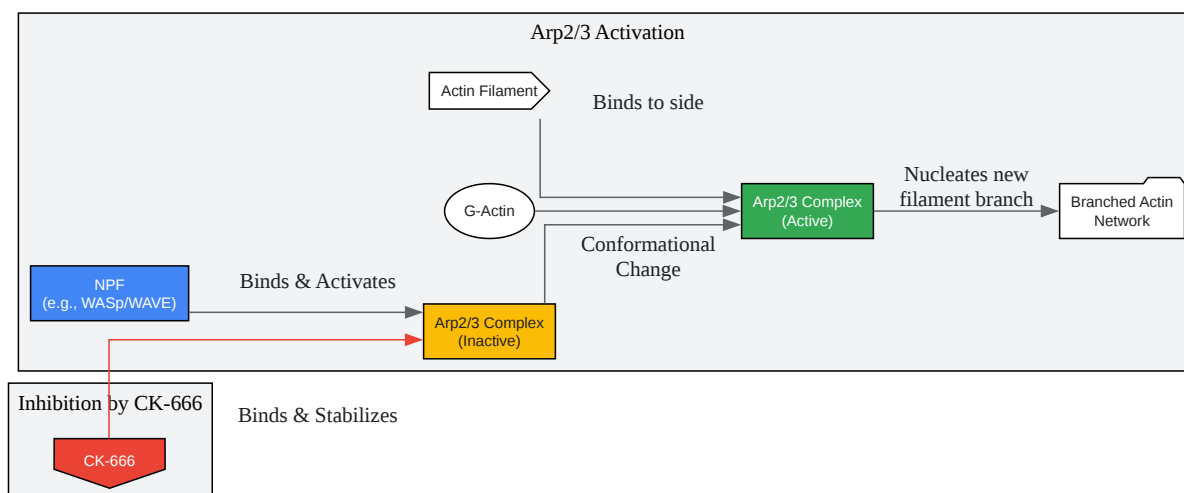 Arp2/3 Activation
Actin Filament
Binds to side
Nucleates new
filament branch
G-Actin
Arp2/3 Complex
(Active)
Branched Actin
Network
Conformational
Change
NPF
(e.g., WASp/WAVE)
Binds & Activates
Arp2/3 Complex
(Inactive)
Inhibition by CK-666
Binds & Stabilizes
CK-666